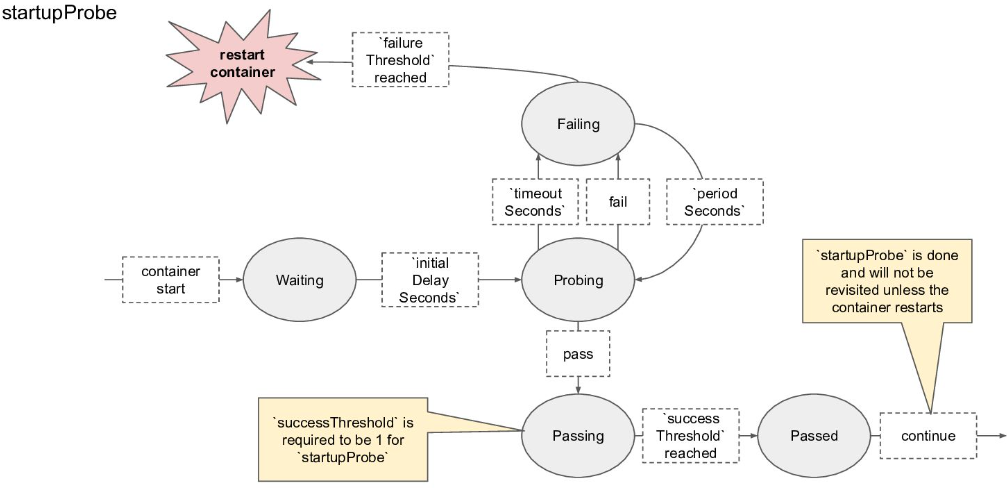 startupProbe
restart
container
`failure
Threshold`
reached
Failing
`timeout
Seconds`
fail
`period
Seconds`
container
start
Waiting
`initial
Delay
Seconds`
Probing
`startupProbe` is done
and will not be
revisited unless the
container restarts
pass
`successThreshold` is
required to be 1 for
`startupProbe`
Passing
`success
Threshold`
reached
Passed
continue